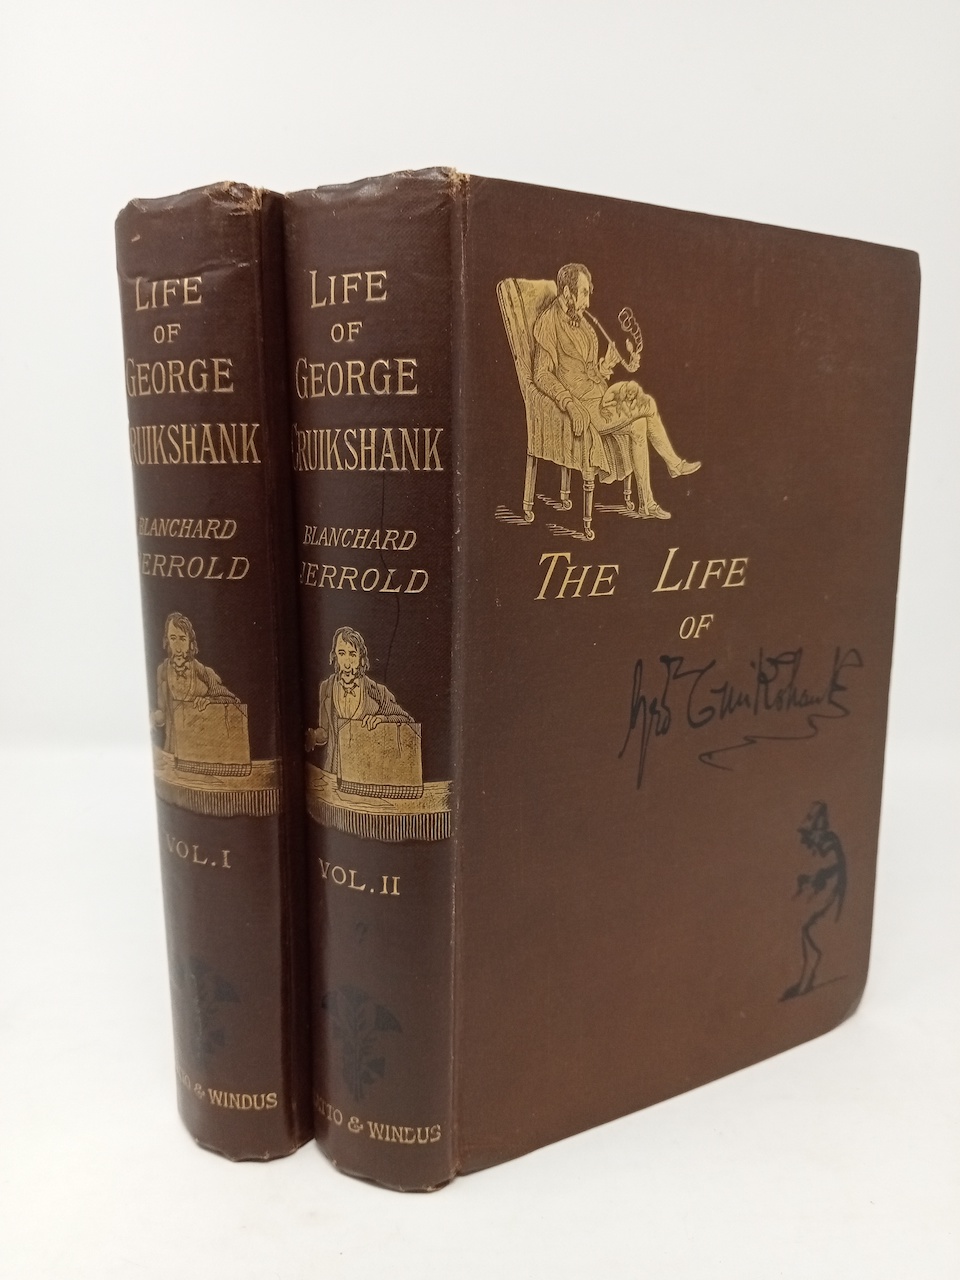 LIFE
OF
GEORGE
CRUIKSHANK
BLANCHARD
JERROLD
VOL. I
& WINDUS
LIFE
OF
GEORGE
CRUIKSHANK
BLANCHARD
JERROLD
VOL. II
& WINDUS
THE LIFE
OF
Geo Cruikshank